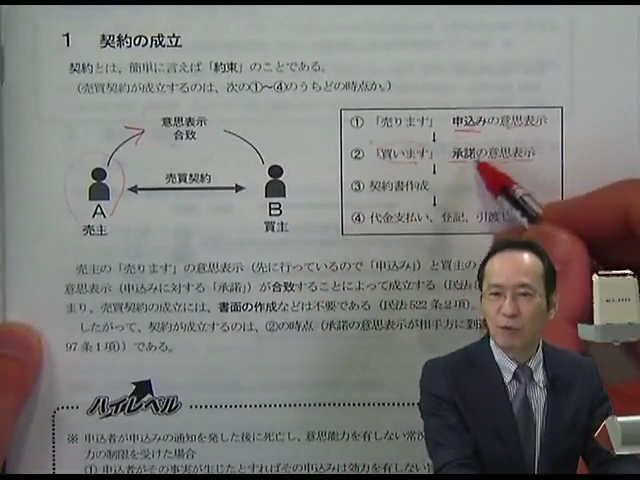 1 契約の成立
契約とは、簡単に言えば「約束」のことである。
(売買契約が成立するのは、次の①~④のうちどの時点か。)
意思表示
合致
売買契約
A
売主
B
買主
① 「売ります」 申込みの意思表示
↓
② 「買います」 承諾の意思表示
↓
③ 契約書作成
↓
④ 代金支払い、登記、引渡し
売主の「売ります」の意思表示(先に行っているので「申込み」)と買主の
意思表示(申込みに対する「承諾」)が合致することによって成立する(民法
まり、売買契約の成立には、書面の作成などは不要である(民法522条2項)。
したがって、契約が成立するのは、②の時点(承諾の意思表示が相手方に到
97条1項))である。
ハイレベル
※ 申込者が申込みの通知を発した後に死亡し、意思能力を有しない常況
力の制限を受けた場合
(1) 申込者がその事実が生じたとすればその申込みは効力を有しない
ELMO